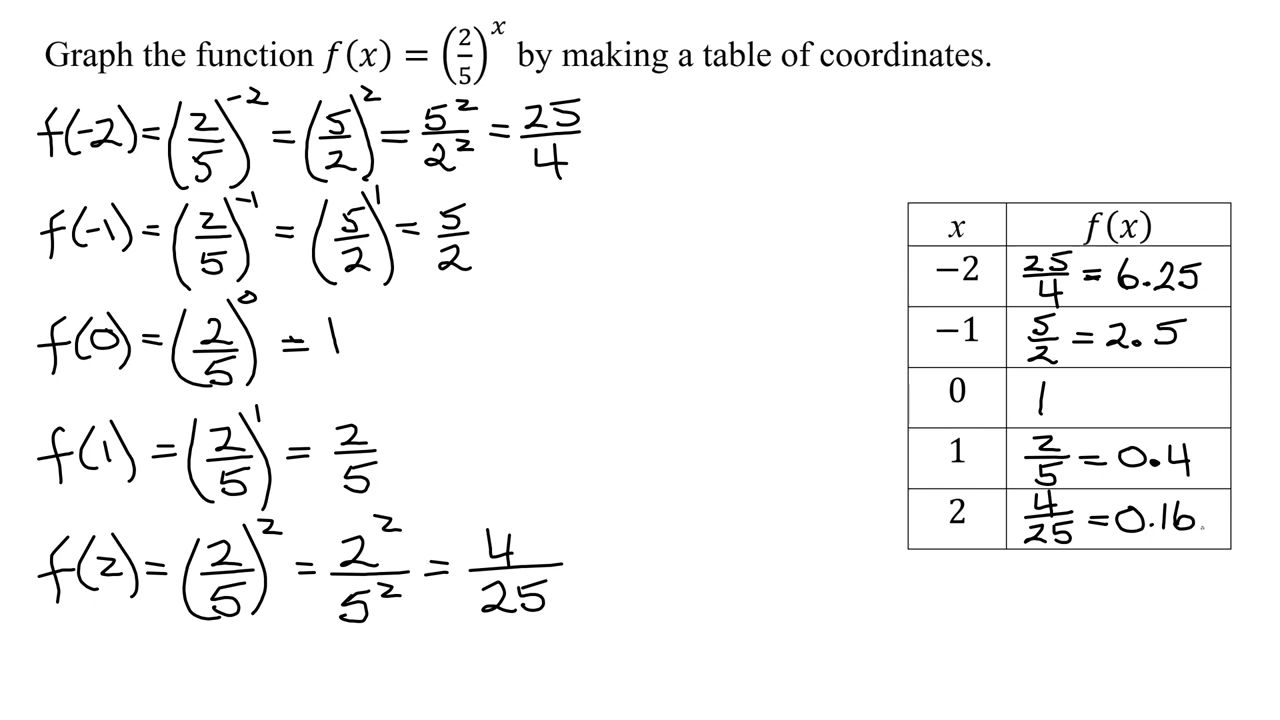 Graph the function f(x) = (2/5)^x by making a table of coordinates.
f(-2) = (2/5)^-2 = (5/2)^2 = 5^2/2^2 = 25/4
f(-1) = (2/5)^-1 = (5/2)^1 = 5/2
f(0) = (2/5)^0 = 1
f(1) = (2/5)^1 = 2/5
f(2) = (2/5)^2 = 2^2/5^2 = 4/25
x f(x)
−2 25/4 = 6.25
−1 5/2 = 2.5
0 1
1 2/5 = 0.4
2 4/25 = 0.16